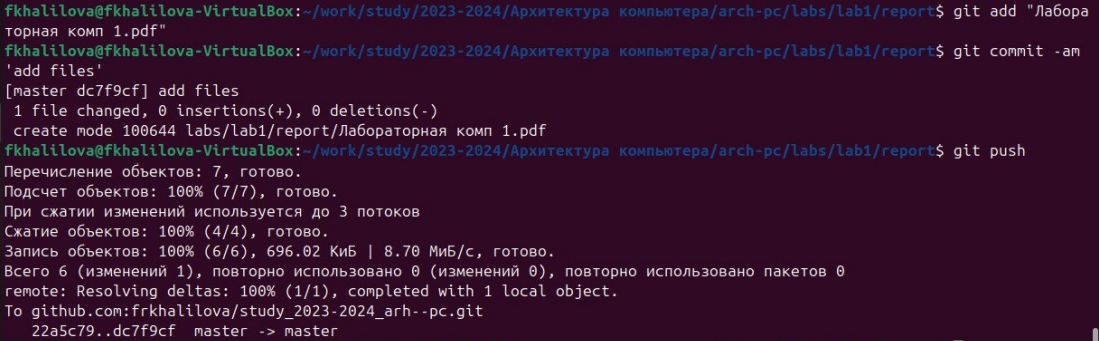 fkhalilova@fkhalilova-VirtualBox:~/work/study/2023-2024/Архитектура компьютера/arch-pc/labs/lab1/report$ git add "Лабора
торная комп 1.pdf"
fkhalilova@fkhalilova-VirtualBox:~/work/study/2023-2024/Архитектура компьютера/arch-pc/labs/lab1/report$ git commit -am
'add files'
[master dc7f9cf] add files
 1 file changed, 0 insertions(+), 0 deletions(-)
 create mode 100644 labs/lab1/report/Лабораторная комп 1.pdf
fkhalilova@fkhalilova-VirtualBox:~/work/study/2023-2024/Архитектура компьютера/arch-pc/labs/lab1/report$ git push
Перечисление объектов: 7, готово.
Подсчет объектов: 100% (7/7), готово.
При сжатии изменений используется до 3 потоков
Сжатие объектов: 100% (4/4), готово.
Запись объектов: 100% (6/6), 696.02 КиБ | 8.70 МиБ/с, готово.
Всего 6 (изменений 1), повторно использовано 0 (изменений 0), повторно использовано пакетов 0
remote: Resolving deltas: 100% (1/1), completed with 1 local object.
To github.com:frkhalilova/study_2023-2024_arh--pc.git
   22a5c79..dc7f9cf  master -> master